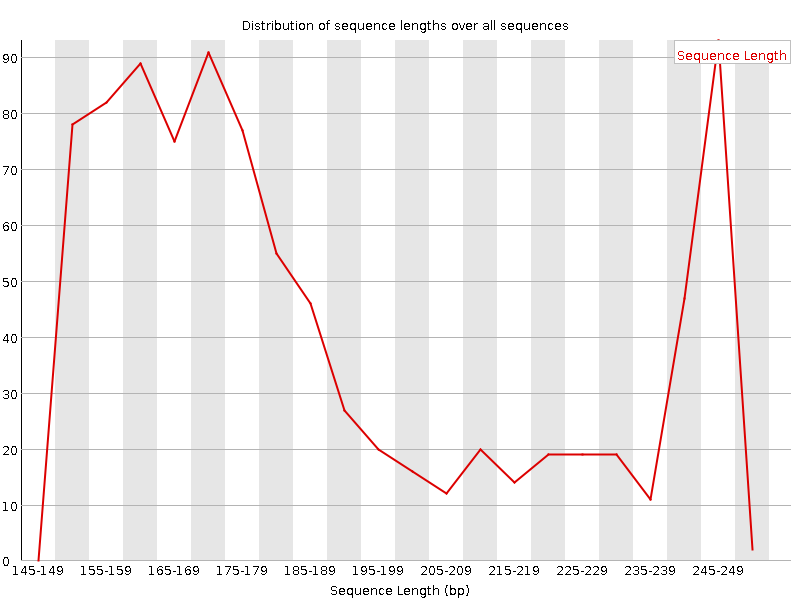 Distribution of sequence lengths over all sequences
Sequence Length
90
80
70
60
50
40
30
20
10
0
145-149 155-159 165-169 175-179 185-189 195-199 205-209 215-219 225-229 235-239 245-249
Sequence Length (bp)